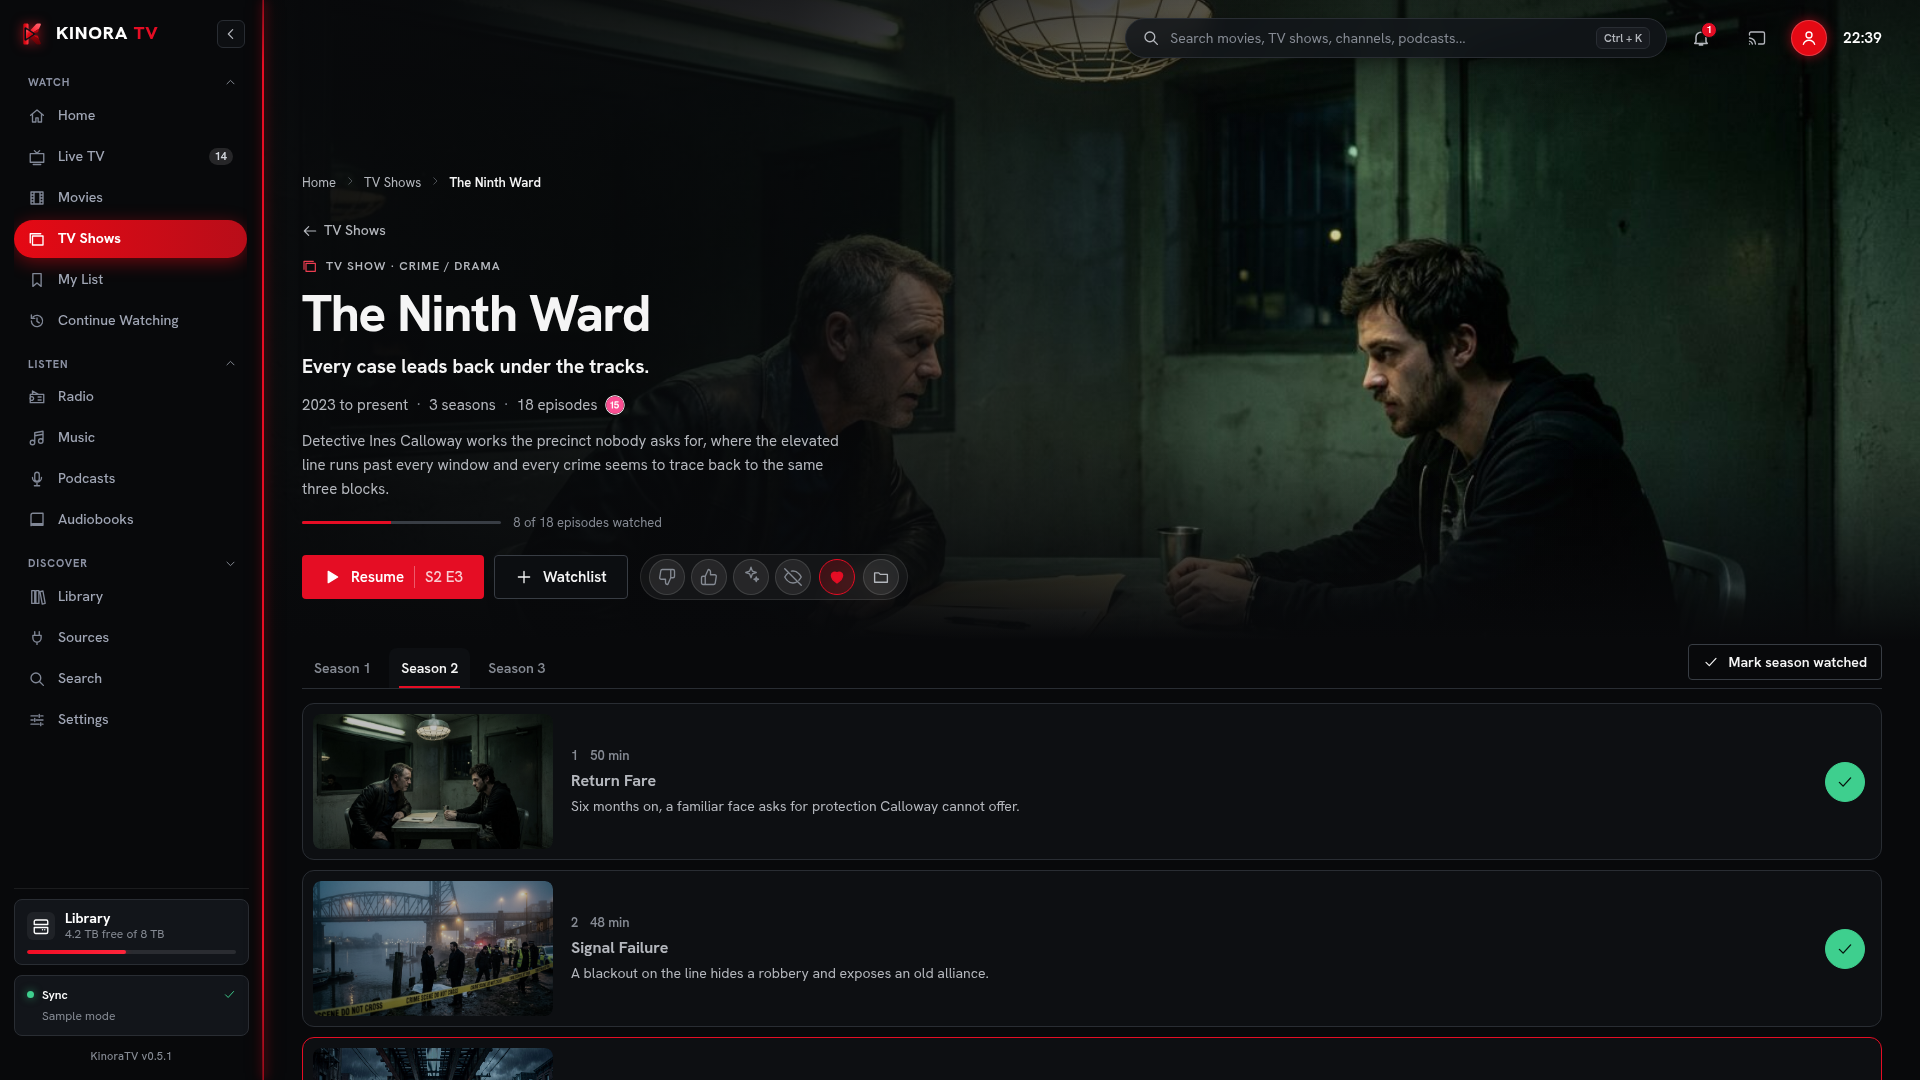 KINORA TV
WATCH
Home
Live TV 14
Movies
TV Shows
My List
Continue Watching
LISTEN
Radio
Music
Podcasts
Audiobooks
DISCOVER
Library
Sources
Search
Settings
Library
4.2 TB free of 8 TB
Sync
Sample mode
KinoraTV v0.5.1
Search movies, TV shows, channels, podcasts... Ctrl + K
1
22:39
Home TV Shows The Ninth Ward
TV Shows
TV SHOW · CRIME / DRAMA
The Ninth Ward
Every case leads back under the tracks.
2023 to present · 3 seasons · 18 episodes 15
Detective Ines Calloway works the precinct nobody asks for, where the elevated
line runs past every window and every crime seems to trace back to the same
three blocks.
8 of 18 episodes watched
Resume S2 E3
Watchlist
Season 1 Season 2 Season 3
Mark season watched
1 50 min
Return Fare
Six months on, a familiar face asks for protection Calloway cannot offer.
2 48 min
Signal Failure
A blackout on the line hides a robbery and exposes an old alliance.
DO NOT CROSS